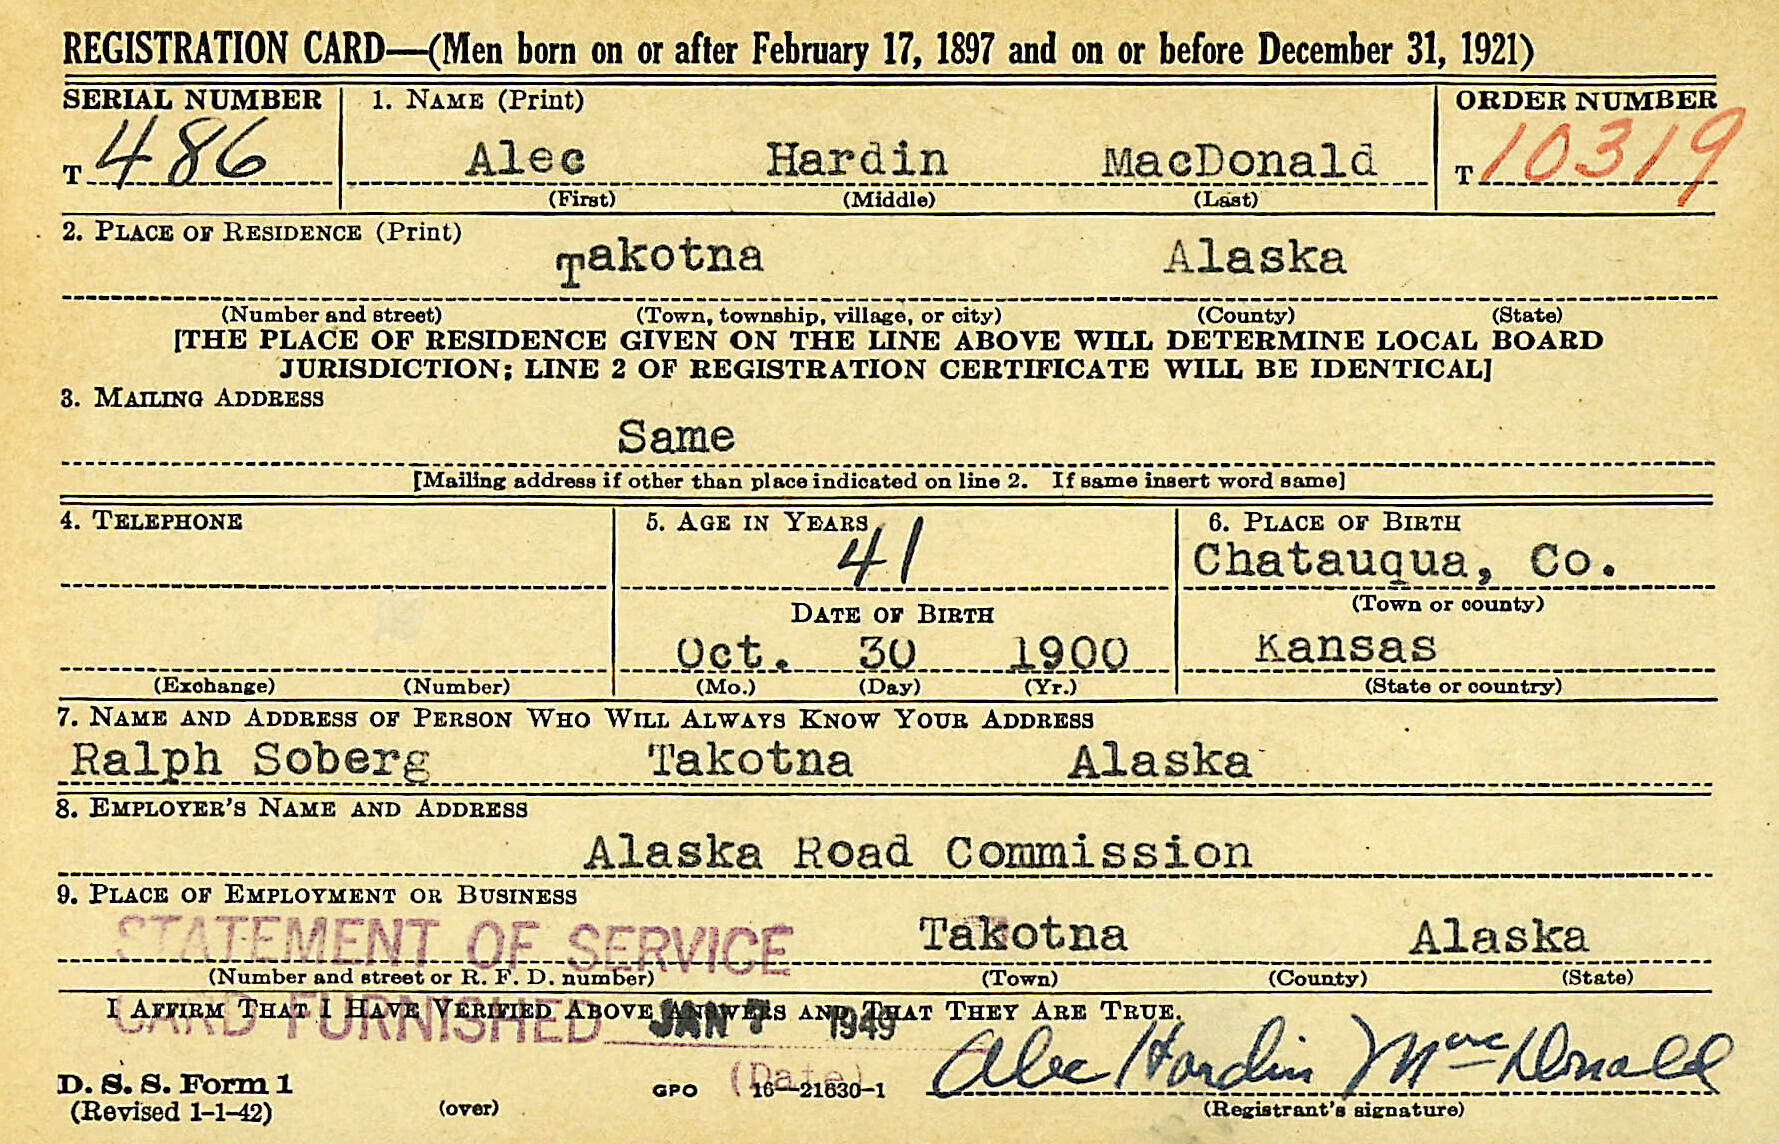 REGISTRATION CARD—(Men born on or after February 17, 1897 and on or before December 31, 1921)
SERIAL NUMBER 1. NAME (Print) ORDER NUMBER
T 486 Alec Hardin MacDonald T 10319
(First) (Middle) (Last)
2. PLACE OF RESIDENCE (Print)
Takotna Alaska
(Number and street) (Town, township, village, or city) (County) (State)
[THE PLACE OF RESIDENCE GIVEN ON THE LINE ABOVE WILL DETERMINE LOCAL BOARD
JURISDICTION; LINE 2 OF REGISTRATION CERTIFICATE WILL BE IDENTICAL]
3. MAILING ADDRESS
Same
[Mailing address if other than place indicated on line 2. If same insert word same]
4. TELEPHONE 5. AGE IN YEARS 6. PLACE OF BIRTH
41 Chatauqua, Co.
DATE OF BIRTH (Town or county)
Oct. 30 1900 Kansas
(Exchange) (Number) (Mo.) (Day) (Yr.) (State or country)
7. NAME AND ADDRESS OF PERSON WHO WILL ALWAYS KNOW YOUR ADDRESS
Ralph Soberg Takotna Alaska
8. EMPLOYER'S NAME AND ADDRESS
Alaska Road Commission
9. PLACE OF EMPLOYMENT OR BUSINESS
STATEMENT OF SERVICE Takotna Alaska
(Number and street or R. F. D. number) (Town) (County) (State)
I AFFIRM THAT I HAVE VERIFIED ABOVE ANSWERS AND THAT THEY ARE TRUE.
CARD FURNISHED JAN 7 1949
(Date)
D. S. S. Form 1 GPO 16—21630-1 Alec Hardin MacDonald
(Revised 1-1-42) (over) (Registrant's signature)